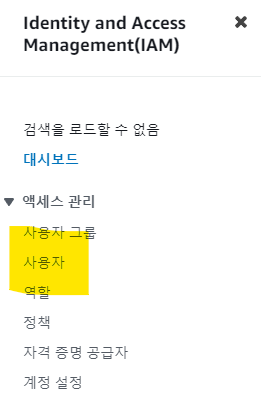 Identity and Access
Management(IAM)
검색을 로드할 수 없음
대시보드
액세스 관리
사용자 그룹
사용자
역할
정책
자격 증명 공급자
계정 설정